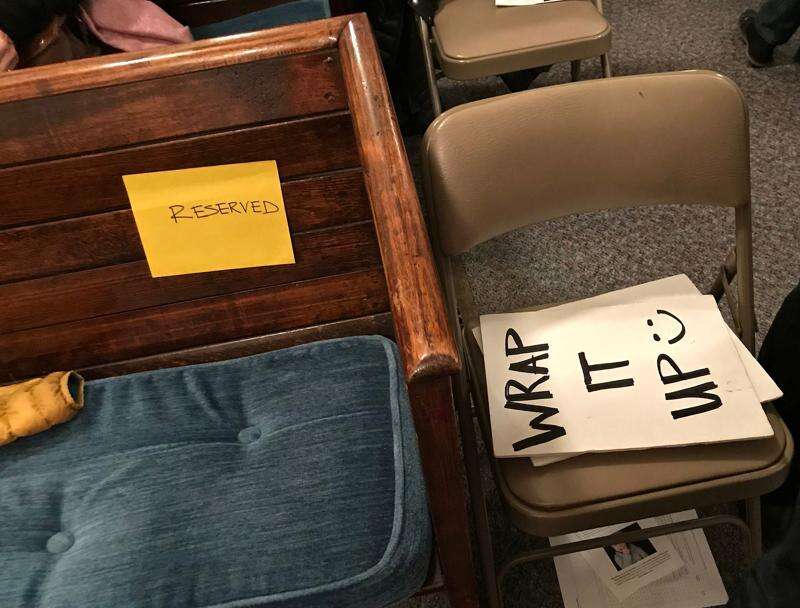 RESERVED
WRAP
IT
UP :)